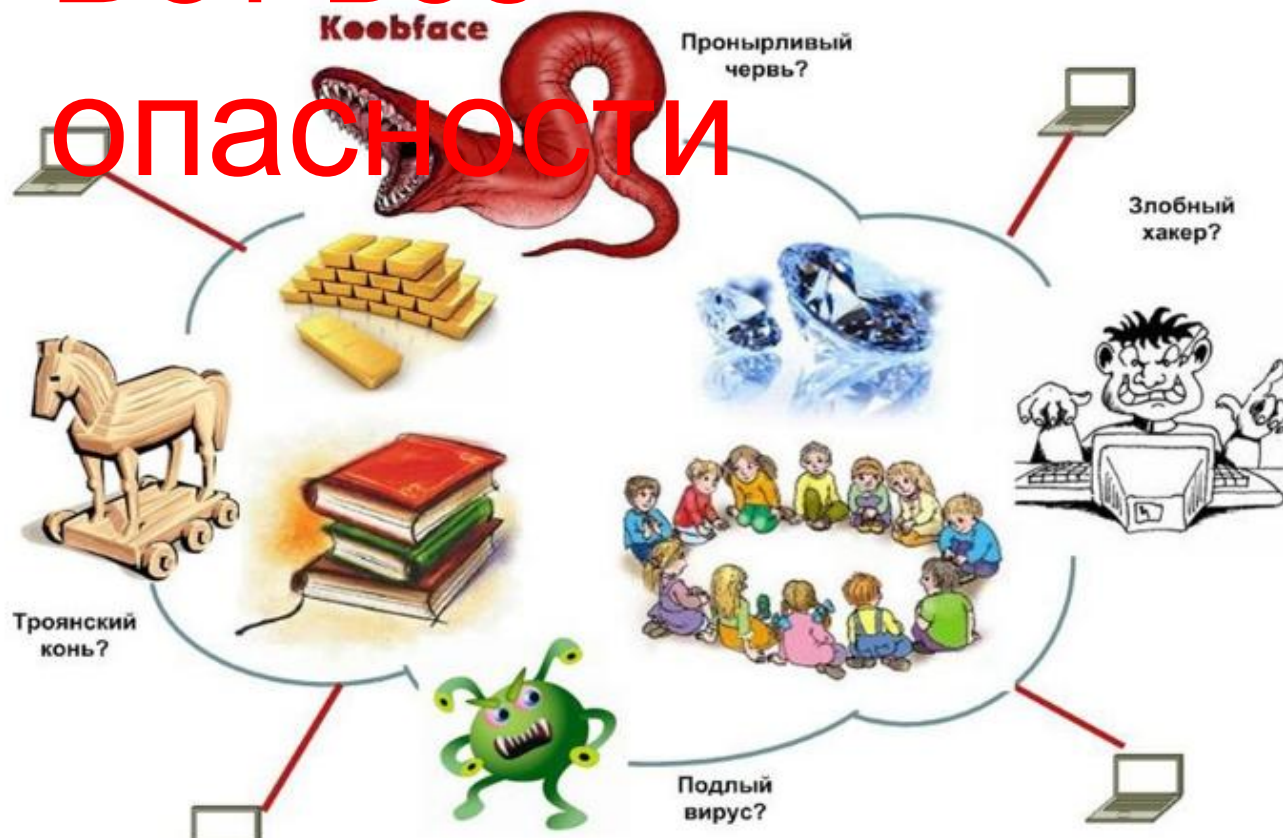 Koobface
Пронырливый
червь?
опасности
Злобный
хакер?
Троянский
конь?
Подлый
вирус?